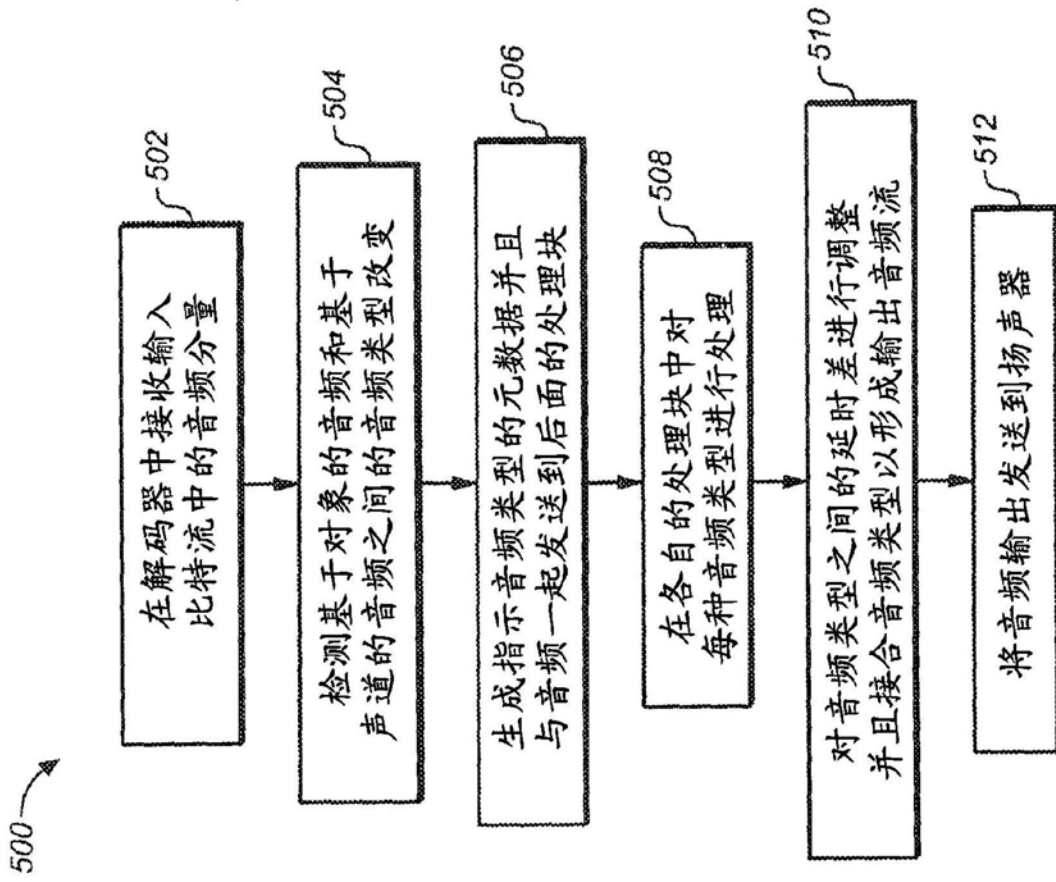 500
502
在解码器中接收输入
比特流中的音频分量
504
检测基于对象的音频和基于
声道的音频之间的音频类型改变
506
生成指示音频类型的元数据并且
与音频一起发送到后面的处理块
508
在各自的处理块中对
每种音频类型进行处理
510
对音频类型之间的延时差进行调整
并且接合音频类型以形成输出音频流
512
将音频输出发送到扬声器